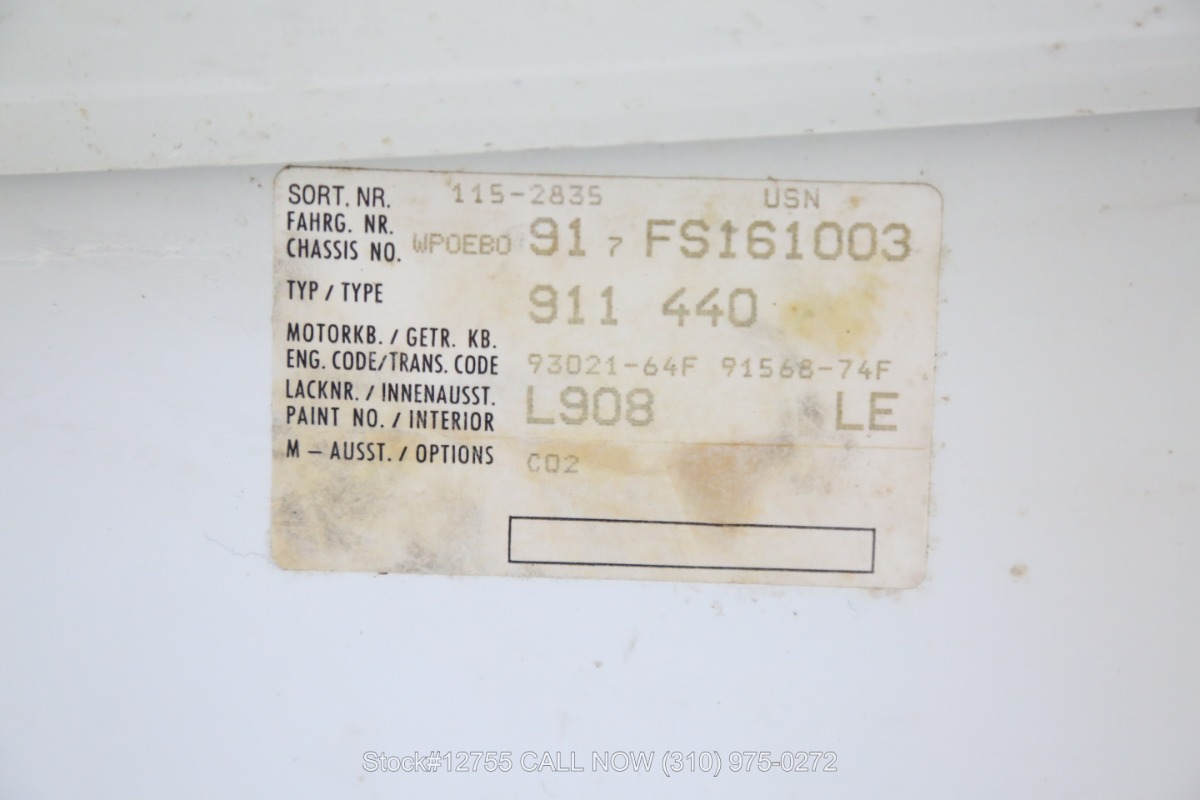 SORT. NR. 115-2835 USN
FAHRG. NR.
CHASSIS NO. WPOEBO 91 7 FS161003
TYP / TYPE 911 440
MOTORKB. / GETR. KB.
ENG. CODE/TRANS. CODE 93021-64F 91568-74F
LACKNR. / INNENAUSST.
PAINT NO. / INTERIOR L908 LE
M – AUSST. / OPTIONS C02
Stock#12755 CALL NOW (310) 975-0272